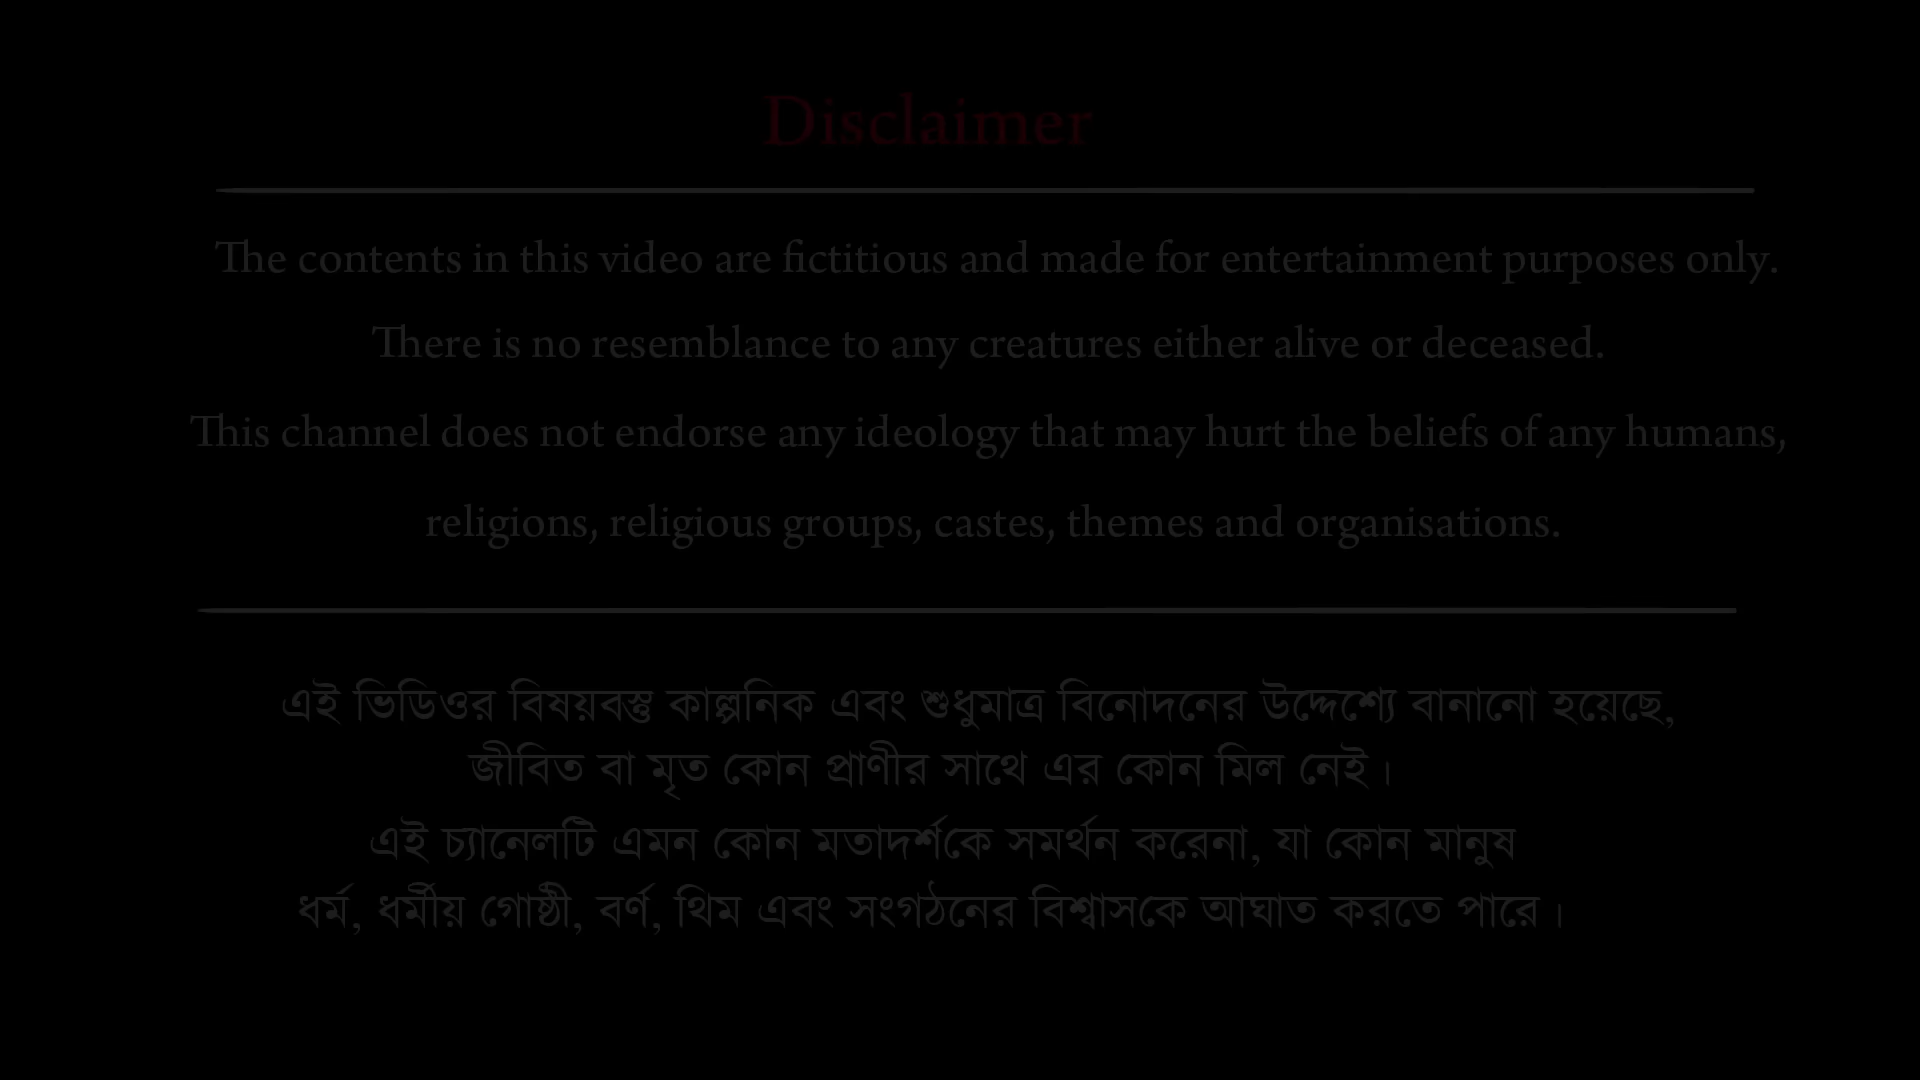 Disclaimer
The contents in this video are fictitious and made for entertainment purposes only.
There is no resemblance to any creatures either alive or deceased.
This channel does not endorse any ideology that may hurt the beliefs of any humans,
religions, religious groups, castes, themes and organisations.
এই ভিডিওর বিষয়বস্তু কাল্পনিক এবং শুধুমাত্র বিনোদনের উদ্দেশ্যে বানানো হয়েছে,
জীবিত বা মৃত কোন প্রাণীর সাথে এর কোন মিল নেই।
এই চ্যানেলটি এমন কোন মতাদর্শকে সমর্থন করেনা, যা কোন মানুষ
ধর্ম, ধর্মীয় গোষ্ঠী, বর্ণ, থিম এবং সংগঠনের বিশ্বাসকে আঘাত করতে পারে।